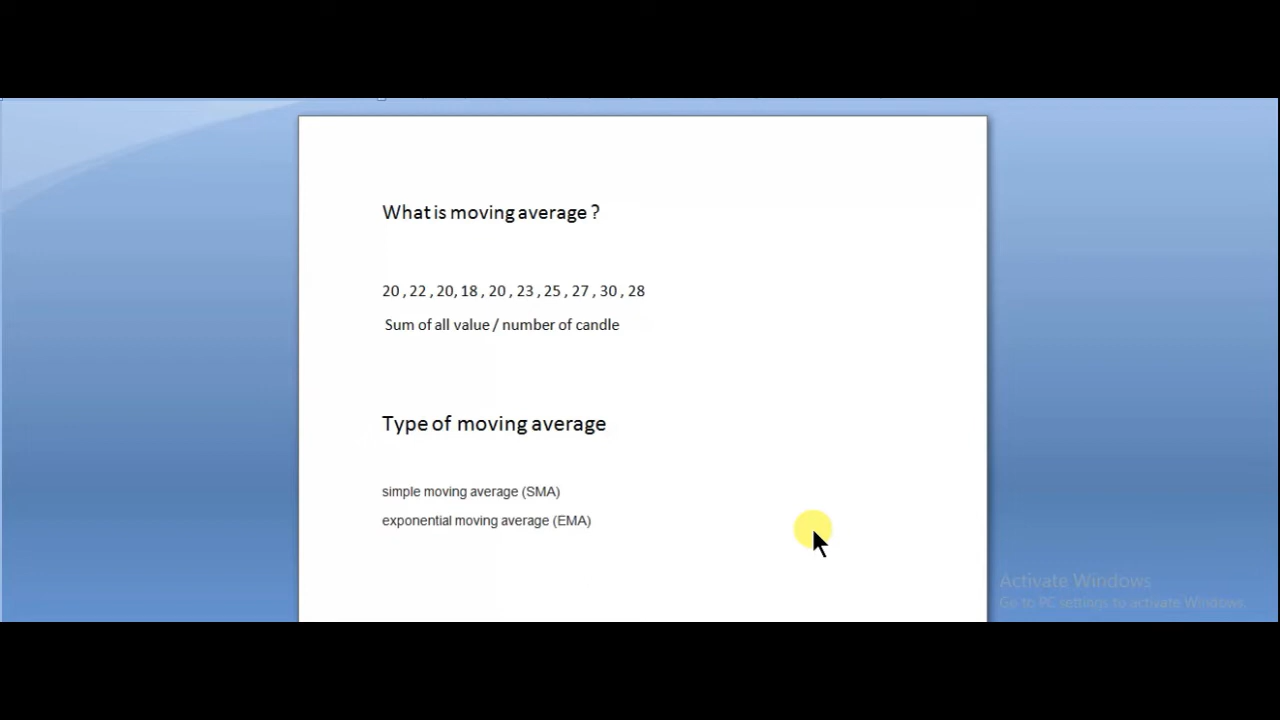 What is moving average ?
20 , 22 , 20, 18 , 20 , 23 , 25 , 27 , 30 , 28
Sum of all value / number of candle
Type of moving average
simple moving average (SMA)
exponential moving average (EMA)
Activate Windows
Go to PC settings to activate Windows.